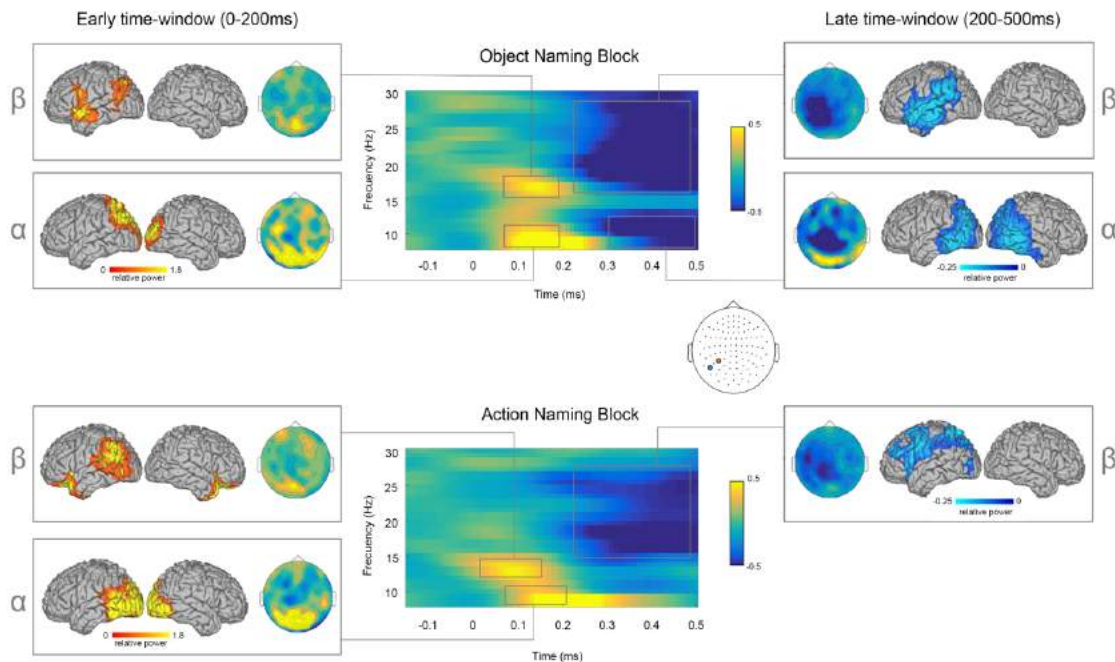 Early time-window (0-200ms)
Late time-window (200-500ms)
Object Naming Block
β
β
α
α
30
25
20
15
10
Frecuency (Hz)
-0.1 0 0.1 0.2 0.3 0.4 0.5
Time (ms)
0.5
-0.5
0 1.8
relative power
-0.25 0
relative power
Action Naming Block
β
β
α
30
25
20
15
10
Frecuency (Hz)
-0.1 0 0.1 0.2 0.3 0.4 0.5
Time (ms)
0.5
-0.5
-0.25 0
relative power
0 1.8
relative power